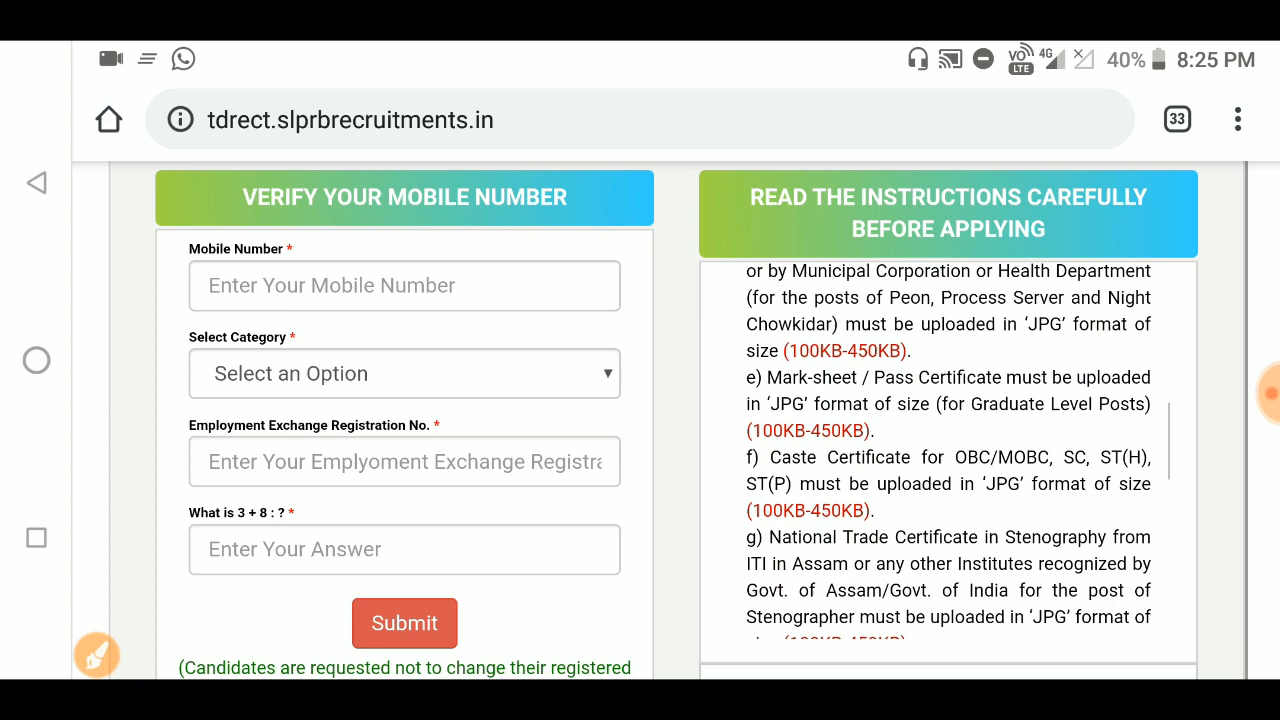 VO
LTE
4G
40%
8:25 PM
tdrect.slprbrecruitments.in
33
VERIFY YOUR MOBILE NUMBER
Mobile Number *
Enter Your Mobile Number
Select Category *
Select an Option
Employment Exchange Registration No. *
Enter Your Emplyoment Exchange Registra
What is 3 + 8 : ? *
Enter Your Answer
Submit
(Candidates are requested not to change their registered
READ THE INSTRUCTIONS CAREFULLY
BEFORE APPLYING
or by Municipal Corporation or Health Department
(for the posts of Peon, Process Server and Night
Chowkidar) must be uploaded in ‘JPG’ format of
size (100KB-450KB).
e) Mark-sheet / Pass Certificate must be uploaded
in ‘JPG’ format of size (for Graduate Level Posts)
(100KB-450KB).
f) Caste Certificate for OBC/MOBC, SC, ST(H),
ST(P) must be uploaded in ‘JPG’ format of size
(100KB-450KB).
g) National Trade Certificate in Stenography from
ITI in Assam or any other Institutes recognized by
Govt. of Assam/Govt. of India for the post of
Stenographer must be uploaded in ‘JPG’ format of